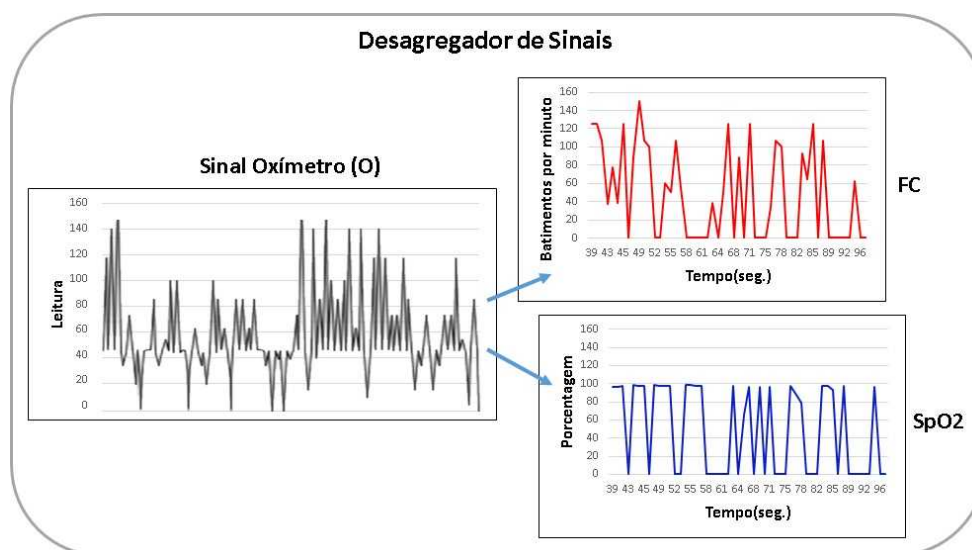 Desagregador de Sinais
Sinal Oxímetro (O)
Leitura
160
140
120
100
80
60
40
20
0
Batimentos por minuto
160
140
120
100
80
60
40
20
0
39 43 45 49 52 55 58 61 64 68 71 75 78 82 85 89 92 96
Tempo(seg.)
FC
Porcentagem
160
140
120
100
80
60
40
20
0
39 43 45 49 52 55 58 61 64 68 71 75 78 82 85 89 92 96
Tempo(seg.)
SpO2